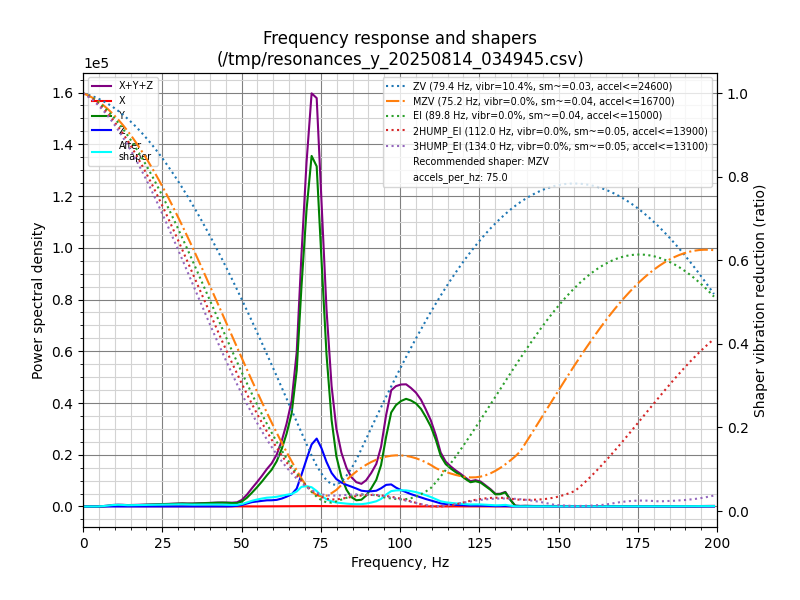 Frequency response and shapers
(/tmp/resonances_y_20250814_034945.csv)
1e5
X+Y+Z
X
Y
Z
After
shaper
ZV (79.4 Hz, vibr=10.4%, sm~=0.03, accel<=24600)
MZV (75.2 Hz, vibr=0.0%, sm~=0.04, accel<=16700)
EI (89.8 Hz, vibr=0.0%, sm~=0.04, accel<=15000)
2HUMP_EI (112.0 Hz, vibr=0.0%, sm~=0.05, accel<=13900)
3HUMP_EI (134.0 Hz, vibr=0.0%, sm~=0.05, accel<=13100)
Recommended shaper: MZV
accels_per_hz: 75.0
Power spectral density
1.6
1.4
1.2
1.0
0.8
0.6
0.4
0.2
0.0
1.0
0.8
0.6
0.4
0.2
0.0
Shaper vibration reduction (ratio)
0 25 50 75 100 125 150 175 200
Frequency, Hz